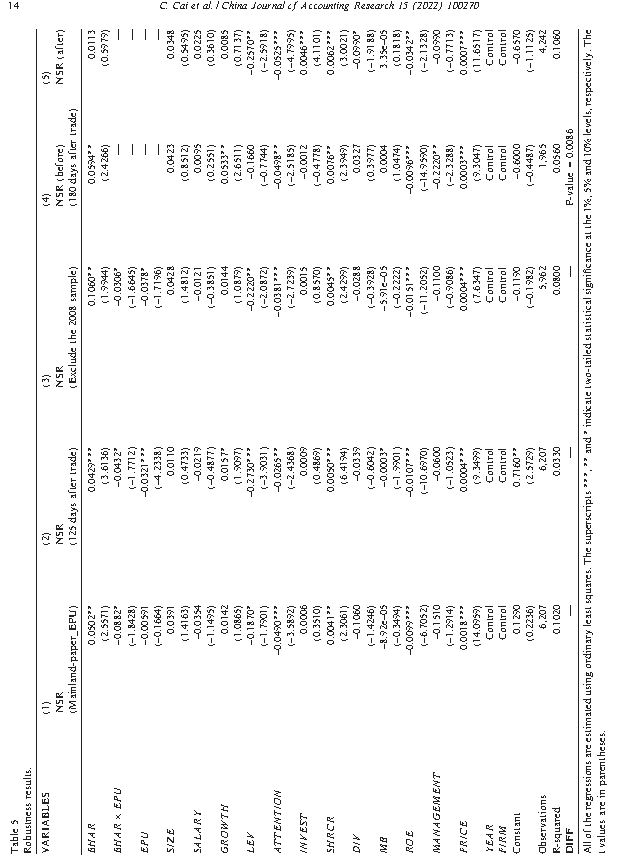 14 C. Cai et al. / China Journal of Accounting Research 15 (2022) 100270
Table 5
Robustness results.
VARIABLES (1) (2) (3) (4) (5)
NSR NSR NSR NSR (before) NSR (after)
(Mainland-paper_EPU) (125 days after trade) (Exclude the 2008 sample) (180 days after trade)
BHAR 0.0502** 0.0429*** 0.1060** 0.0594** 0.0113
(2.5571) (3.6136) (1.9944) (2.4266) (0.5979)
BHAR × EPU −0.0882* −0.0432* −0.0306* — —
(−1.8428) (−1.7712) (−1.6645) — —
EPU −0.00591 −0.0321*** −0.0378* — —
(−0.1664) (−4.2338) (−1.7196) — —
SIZE 0.0391 0.0110 0.0428 0.0423 0.0348
(1.4163) (0.4733) (1.4812) (0.8512) (0.5495)
SALARY −0.0354 −0.0219 −0.0121 0.0095 0.0225
(−1.1495) (−0.4877) (−0.3851) (0.2551) (0.3610)
GROWTH 0.0142 0.0157* 0.0144 0.0533** 0.0085
(1.0865) (1.9097) (1.0879) (2.6511) (0.7137)
LEV −0.1870* −0.2730*** −0.2220** −0.1660 −0.2570**
(−1.7901) (−3.9031) (−2.0872) (−0.7744) (−2.5918)
ATTENTION −0.0490*** −0.0265** −0.0381*** −0.0498** −0.0525***
(−3.5892) (−2.4368) (−2.7239) (−2.5185) (−4.7995)
INVEST 0.0006 0.0009 0.0015 −0.0012 0.0046***
(0.3510) (0.4869) (0.8570) (−0.4778) (4.1101)
SHRCR 0.0041** 0.0050*** 0.0045** 0.0076** 0.0062***
(2.3061) (6.4194) (2.4299) (2.3949) (3.0021)
DIV −0.1060 −0.0339 −0.0288 0.0327 −0.0990*
(−1.4246) (−0.6042) (−0.3928) (0.3977) (−1.9188)
MB −8.92e−05 −0.0003* −5.91e−05 0.0004 3.35e−05
(−0.3494) (−1.9901) (−0.2222) (1.0474) (0.1818)
ROE −0.0099*** −0.0107*** −0.0151*** −0.0096*** −0.0342**
(−6.7052) (−10.6970) (−11.2052) (−14.9590) (−2.1328)
MANAGEMENT −0.1510 −0.0600 −0.1100 −0.2220** −0.0990
(−1.2914) (−1.0523) (−0.9086) (−2.3288) (−0.7713)
PRICE 0.0018*** 0.0004*** 0.0004*** 0.0003*** 0.0007***
(14.0959) (9.3499) (7.6347) (9.3047) (11.6517)
YEAR Control Control Control Control Control
FIRM Control Control Control Control Control
Constant 0.1290 0.7160** −0.1190 −0.6000 −0.6570
(0.2236) (2.5729) (−0.1982) (−0.4487) (−1.1125)
Observations 6,207 6,207 5,962 1,965 4,242
R-squared 0.1020 0.0330 0.0800 0.0560 0.1060
DIFF — — — P-value = 0.0086
All of the regressions are estimated using ordinary least squares. The superscripts ***, ** and * indicate two-tailed statistical significance at the 1%, 5% and 10% levels, respectively. The
t values are in parentheses.